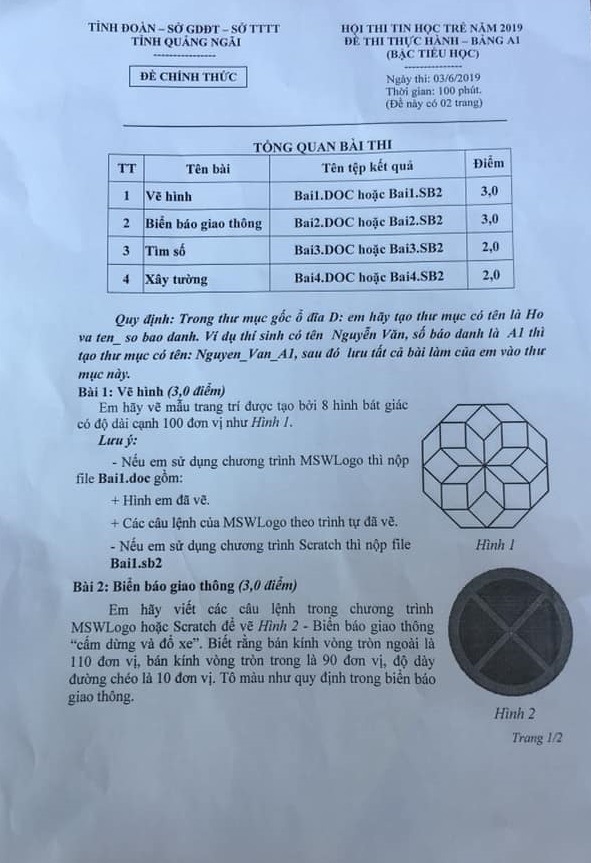 TỈNH ĐOÀN – SỞ GDĐT – SỞ TTTT
TỈNH QUẢNG NGÃI
ĐỀ CHÍNH THỨC
HỘI THI TIN HỌC TRẺ NĂM 2019
ĐỀ THI THỰC HÀNH – BẢNG A1
(BẬC TIỂU HỌC)
Ngày thi: 03/6/2019
Thời gian: 100 phút.
(Đề này có 02 trang)
TỔNG QUAN BÀI THI
TT Tên bài Tên tệp kết quả Điểm
1 Vẽ hình Bai1.DOC hoặc Bai1.SB2 3,0
2 Biển báo giao thông Bai2.DOC hoặc Bai2.SB2 3,0
3 Tìm số Bai3.DOC hoặc Bai3.SB2 2,0
4 Xây tường Bai4.DOC hoặc Bai4.SB2 2,0
Quy định: Trong thư mục gốc ổ đĩa D: em hãy tạo thư mục có tên là Ho
va ten_ so bao danh. Ví dụ thí sinh có tên Nguyễn Văn, số báo danh là A1 thì
tạo thư mục có tên: Nguyen_Van_A1, sau đó lưu tất cả bài làm của em vào thư
mục này.
Bài 1: Vẽ hình (3,0 điểm)
Em hãy vẽ mẫu trang trí được tạo bởi 8 hình bát giác
có độ dài cạnh 100 đơn vị như Hình 1.
Lưu ý:
- Nếu em sử dụng chương trình MSWLogo thì nộp
file Bai1.doc gồm:
+ Hình em đã vẽ.
+ Các câu lệnh của MSWLogo theo trình tự đã vẽ.
- Nếu em sử dụng chương trình Scratch thì nộp file
Bai1.sb2
Hình 1
Bài 2: Biển báo giao thông (3,0 điểm)
Em hãy viết các câu lệnh trong chương trình
MSWLogo hoặc Scratch để vẽ Hình 2 - Biển báo giao thông
“cấm dừng và đỗ xe”. Biết rằng bán kính vòng tròn ngoài là
110 đơn vị, bán kính vòng tròn trong là 90 đơn vị, độ dày
đường chéo là 10 đơn vị. Tô màu như quy định trong biển báo
giao thông.
Hình 2
Trang 1/2